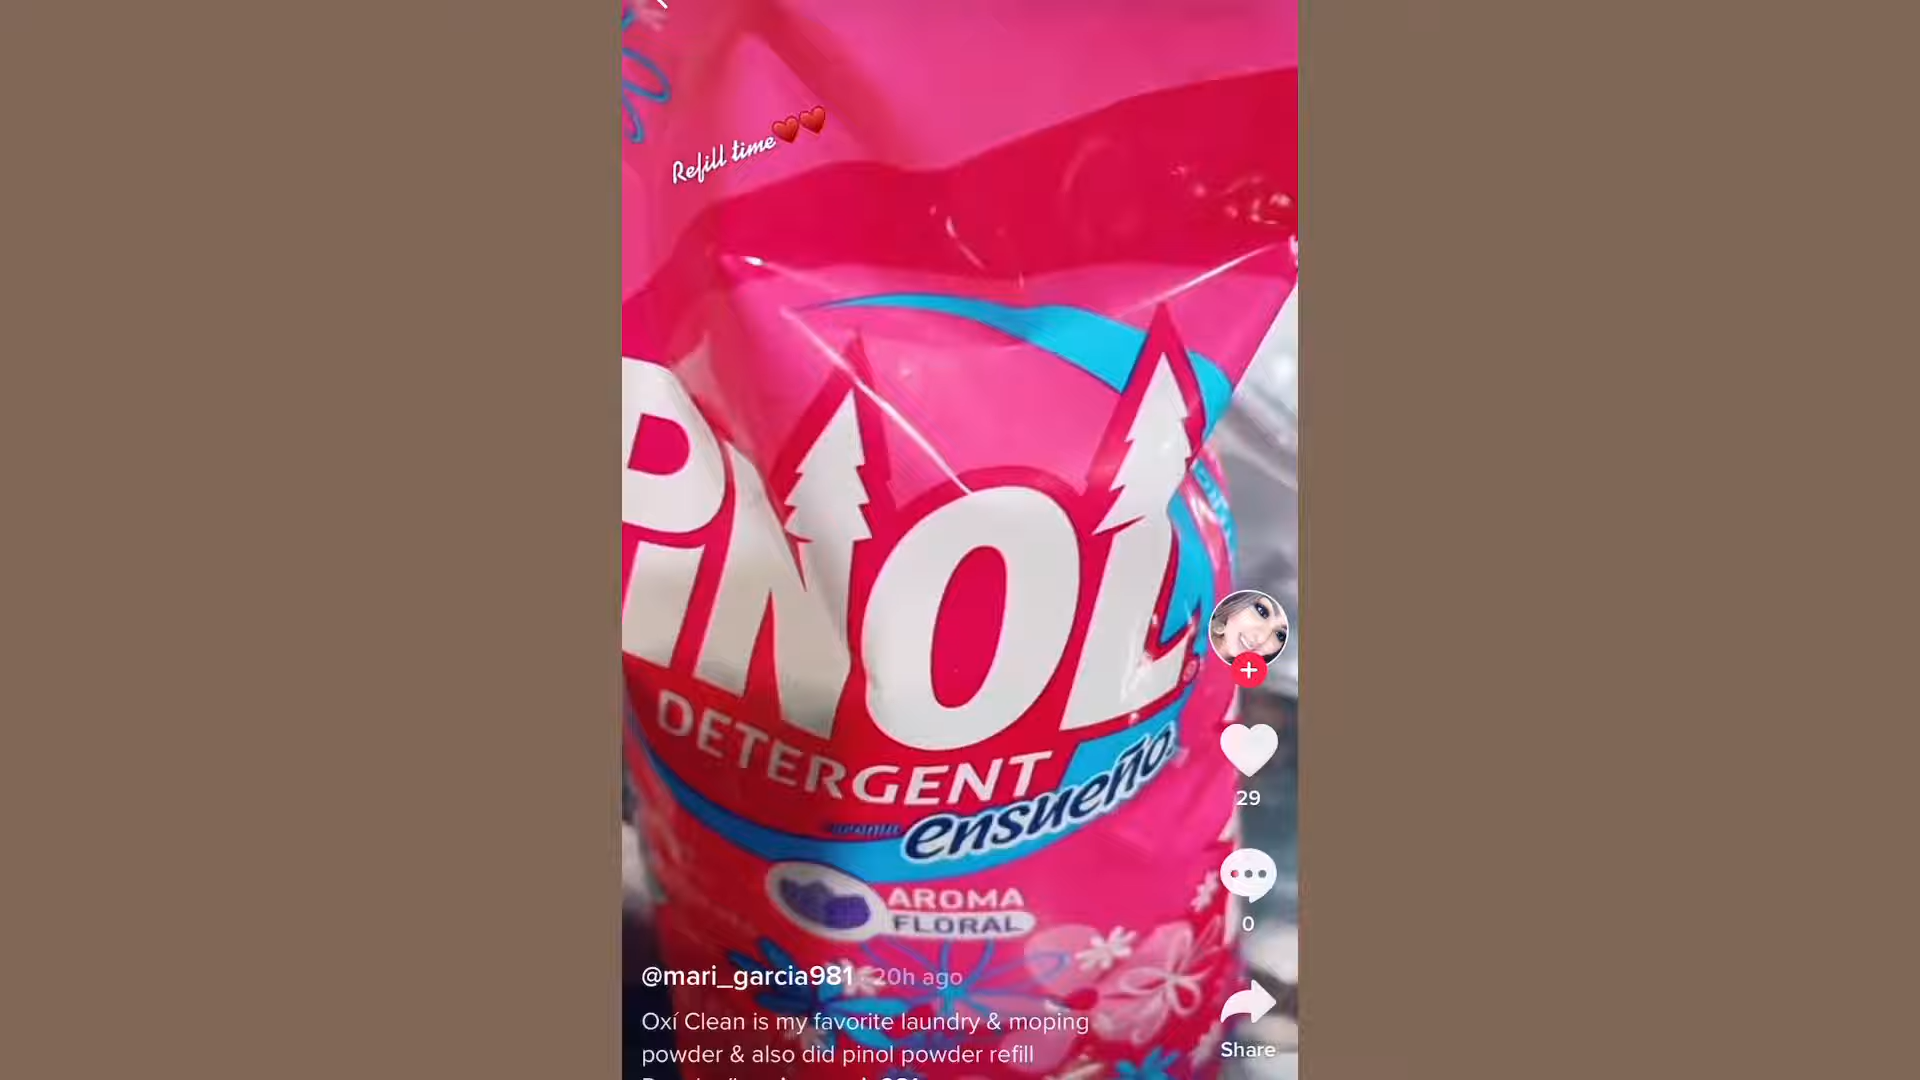 Refill time
PiNOL
DETERGENT
ensueño
AROMA
FLORAL
29
0
@mari_garcia981 · 20h ago
Oxí Clean is my favorite laundry & moping
powder & also did pinol powder refill
Share